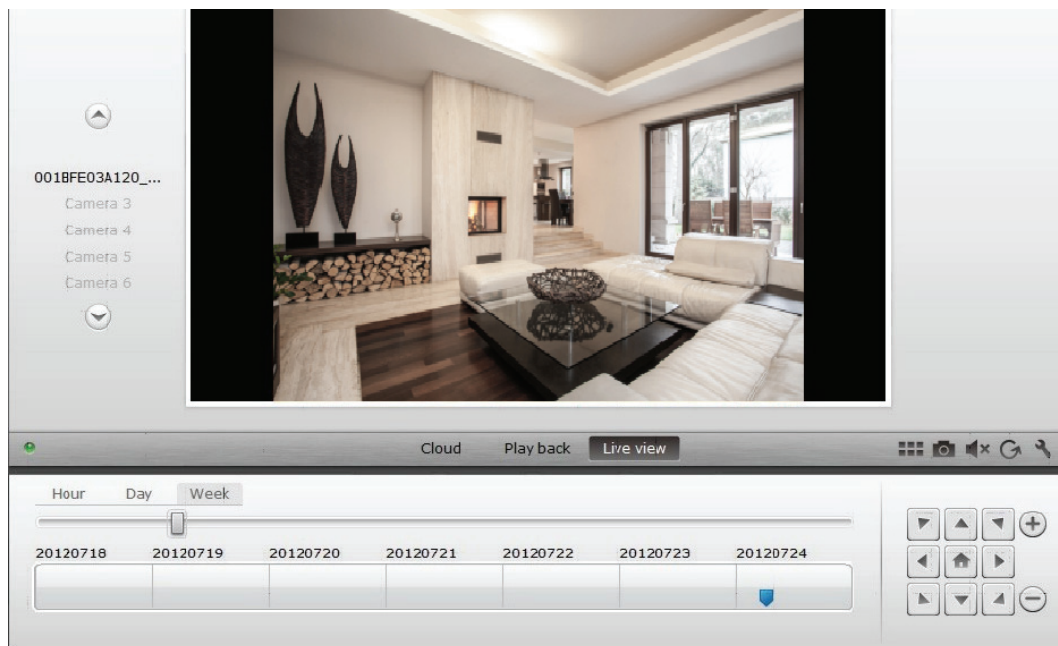 001BFE03A120_...
Camera 3
Camera 4
Camera 5
Camera 6
Cloud Play back Live view
Hour Day Week
20120718 20120719 20120720 20120721 20120722 20120723 20120724